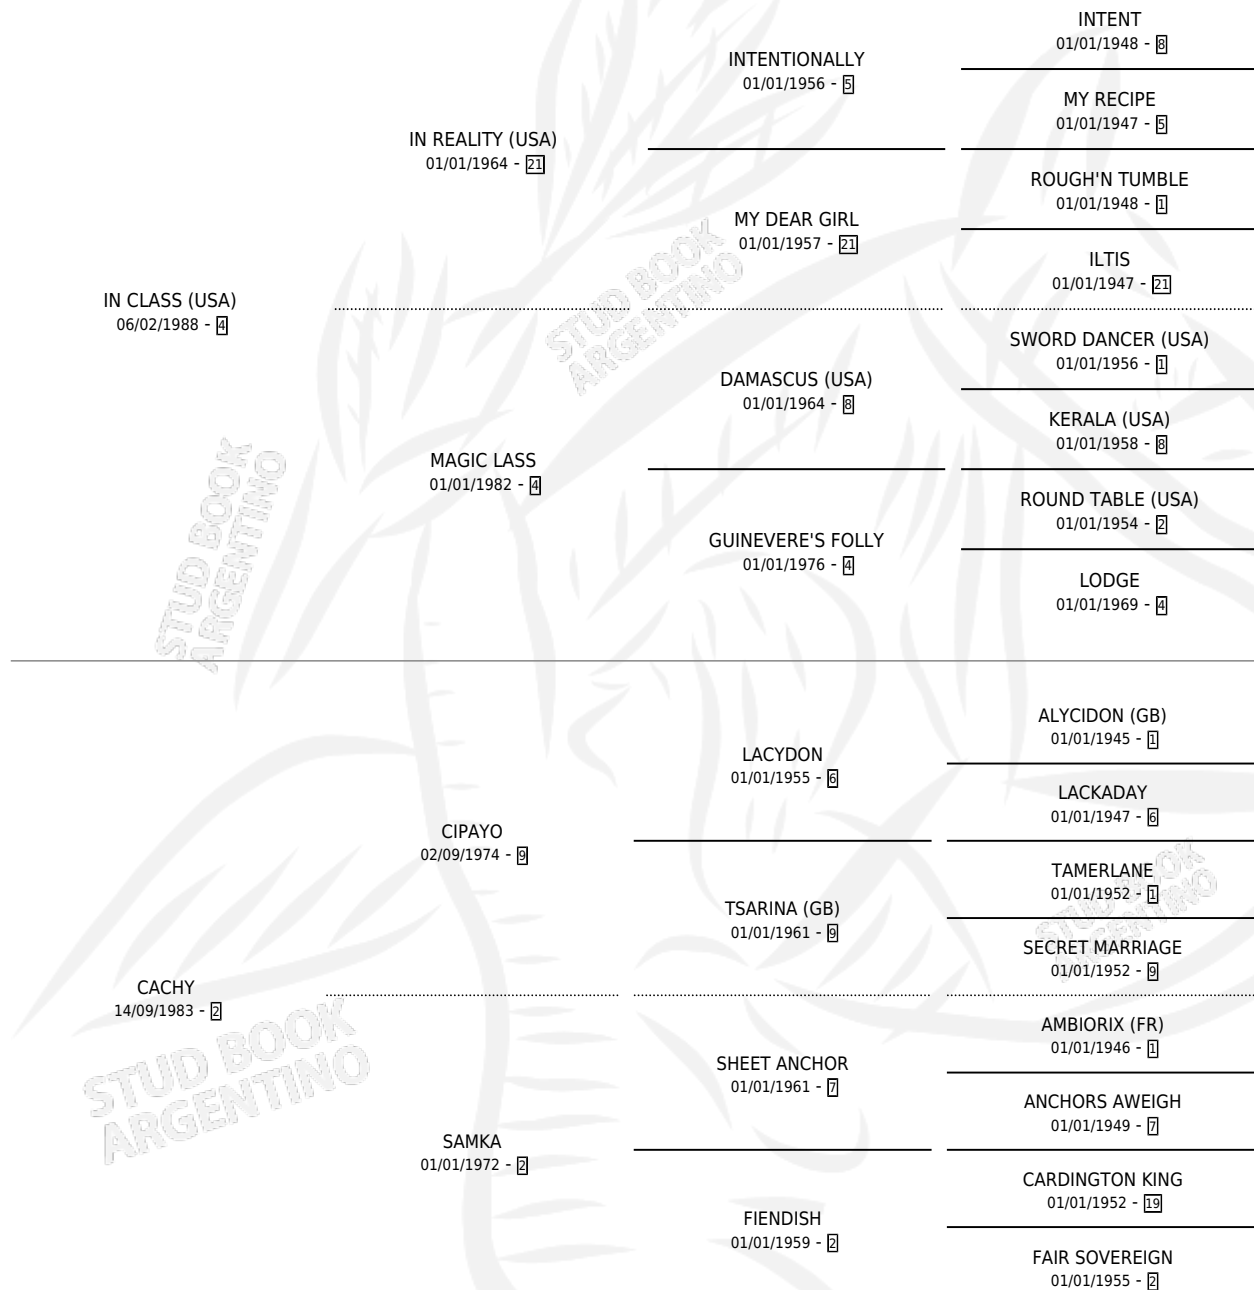 INTENT
01/01/1948 - 8
INTENTIONALLY
01/01/1956 - 5
MY RECIPE
01/01/1947 - 5
IN REALITY (USA)
01/01/1964 - 21
ROUGH'N TUMBLE
01/01/1948 - 1
MY DEAR GIRL
01/01/1957 - 21
ILTIS
01/01/1947 - 21
IN CLASS (USA)
06/02/1988 - 4
SWORD DANCER (USA)
01/01/1956 - 1
DAMASCUS (USA)
01/01/1964 - 8
KERALA (USA)
01/01/1958 - 8
MAGIC LASS
01/01/1982 - 4
ROUND TABLE (USA)
01/01/1954 - 2
GUINEVERE'S FOLLY
01/01/1976 - 4
LODGE
01/01/1969 - 4
ALYCIDON (GB)
01/01/1945 - 1
LACYDON
01/01/1955 - 6
LACKADAY
01/01/1947 - 6
CIPAYO
02/09/1974 - 9
TAMERLANE
01/01/1952 - 1
TSARINA (GB)
01/01/1961 - 9
SECRET MARRIAGE
01/01/1952 - 9
CACHY
14/09/1983 - 2
AMBIORIX (FR)
01/01/1946 - 1
SHEET ANCHOR
01/01/1961 - 7
ANCHORS AWEIGH
01/01/1949 - 7
SAMKA
01/01/1972 - 2
CARDINGTON KING
01/01/1952 - 19
FIENDISH
01/01/1959 - 2
FAIR SOVEREIGN
01/01/1955 - 2
STUD BOOK
ARGENTINO
STUD BOOK
ARGENTINO
STUD BOOK
ARGENTINO
STUD BOOK
ARGENTINO